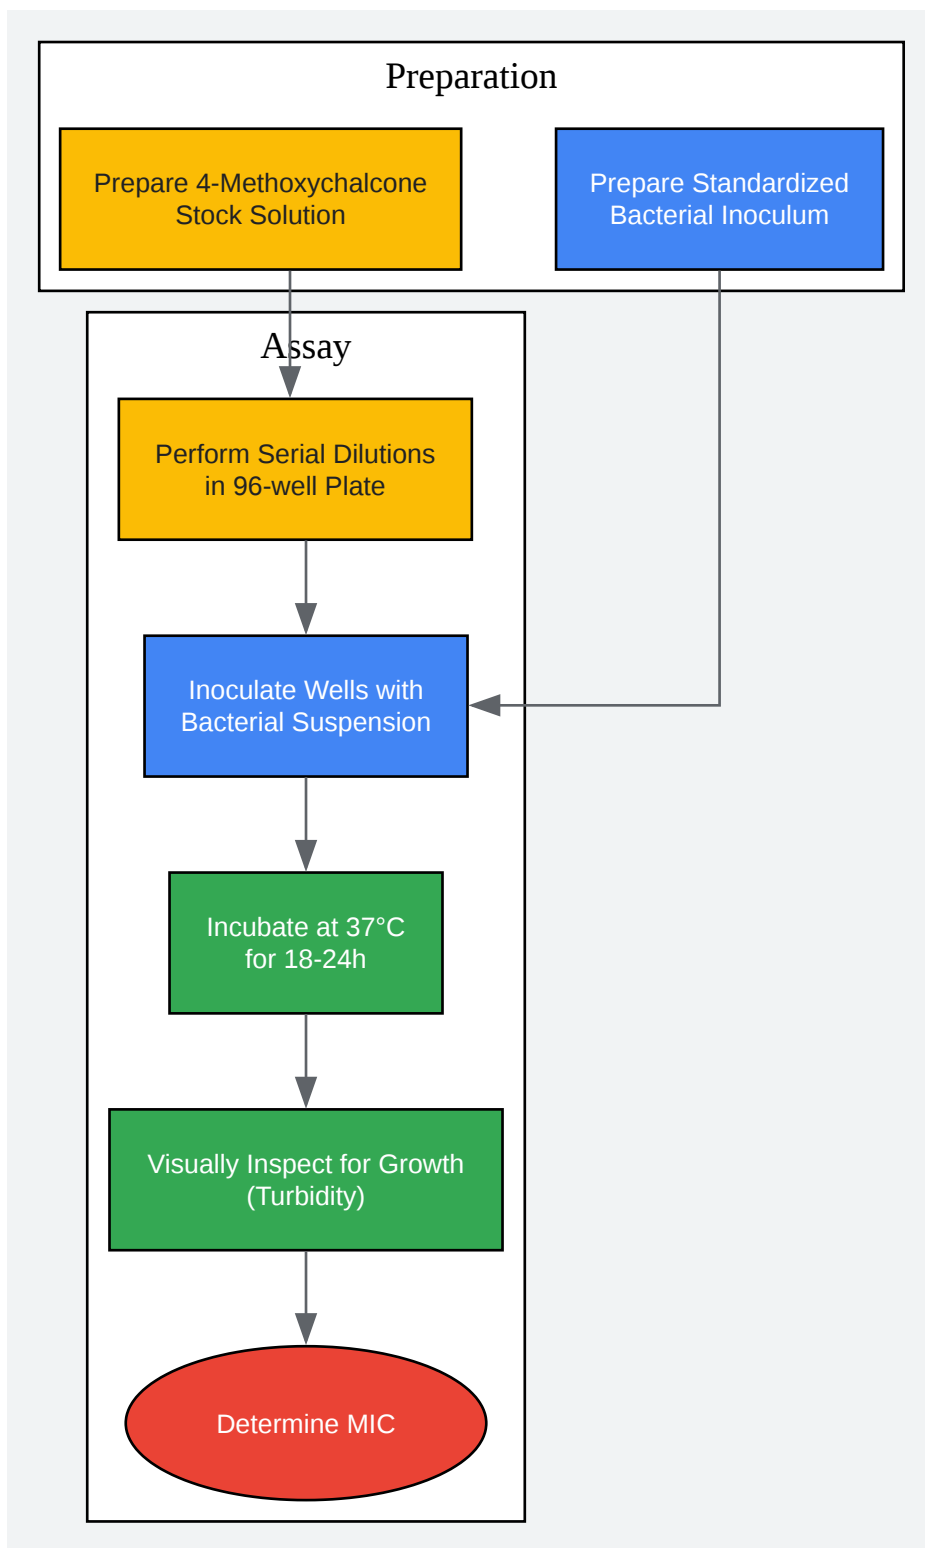 Preparation
Prepare 4-Methoxychalcone
Stock Solution
Prepare Standardized
Bacterial Inoculum
Assay
Perform Serial Dilutions
in 96-well Plate
Inoculate Wells with
Bacterial Suspension
Incubate at 37°C
for 18-24h
Visually Inspect for Growth
(Turbidity)
Determine MIC